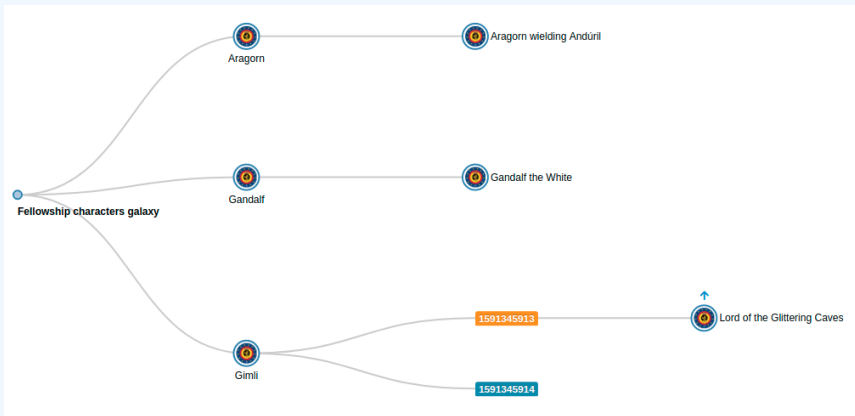 Aragorn
Aragorn wielding Andúril
Gandalf
Gandalf the White
Fellowship characters galaxy
1591345913
Lord of the Glittering Caves
Gimli
1591345914